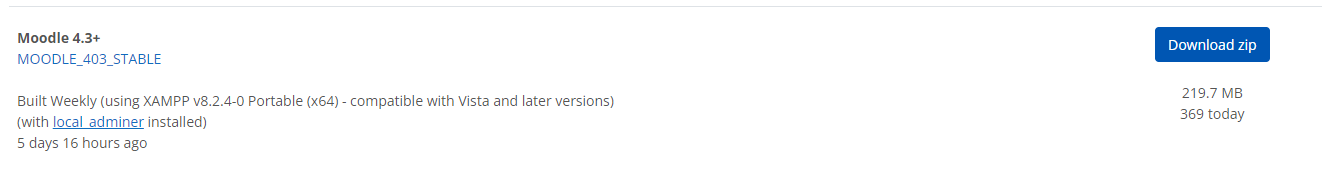 Moodle 4.3+
Download zip
MOODLE_403_STABLE
219.7 MB
Built Weekly (using XAMPP v8.2.4-0 Portable (x64) - compatible with Vista and later versions)
369 today
(with local_adminer installed)
5 days 16 hours ago